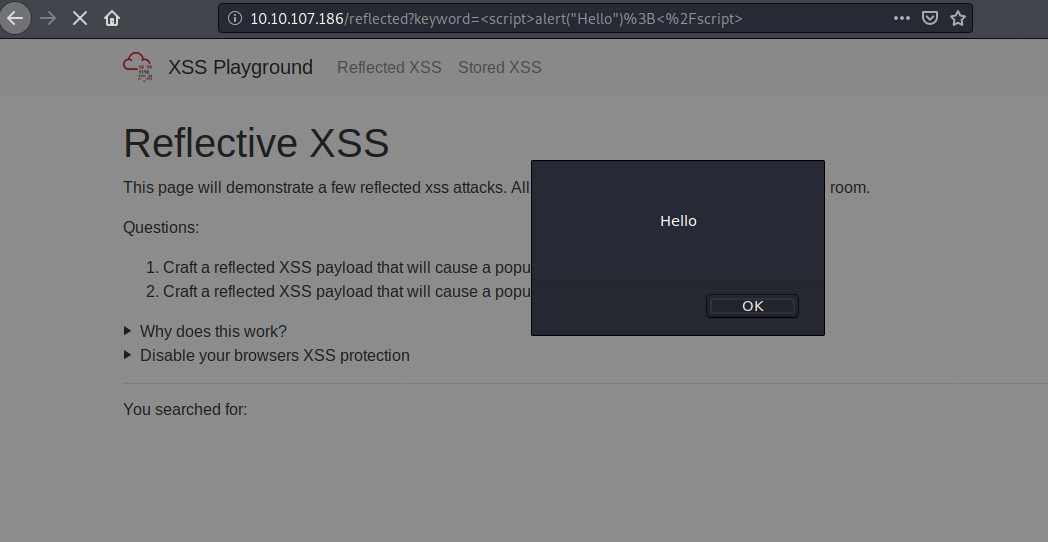 10.10.107.186/reflected?keyword=<script>alert("Hello")%3B<%2Fscript>
XSS Playground Reflected XSS Stored XSS
Reflective XSS
This page will demonstrate a few reflected xss attacks. All room.
Questions:
1. Craft a reflected XSS payload that will cause a popu
2. Craft a reflected XSS payload that will cause a popu
Hello
OK
Why does this work?
Disable your browsers XSS protection
You searched for: